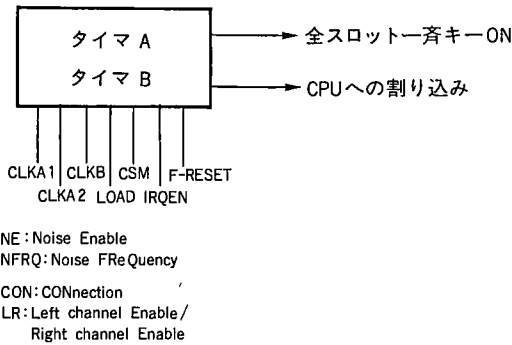 タイマ A
タイマ B
全スロット一斉キーON
CPUへの割り込み
CLKA1 CLKB CSM F-RESET
CLKA2 LOAD IRQEN
NE:Noise Enable
NFRQ:Noise FReQuency
CON:CONnection
LR:Left channel Enable/
Right channel Enable